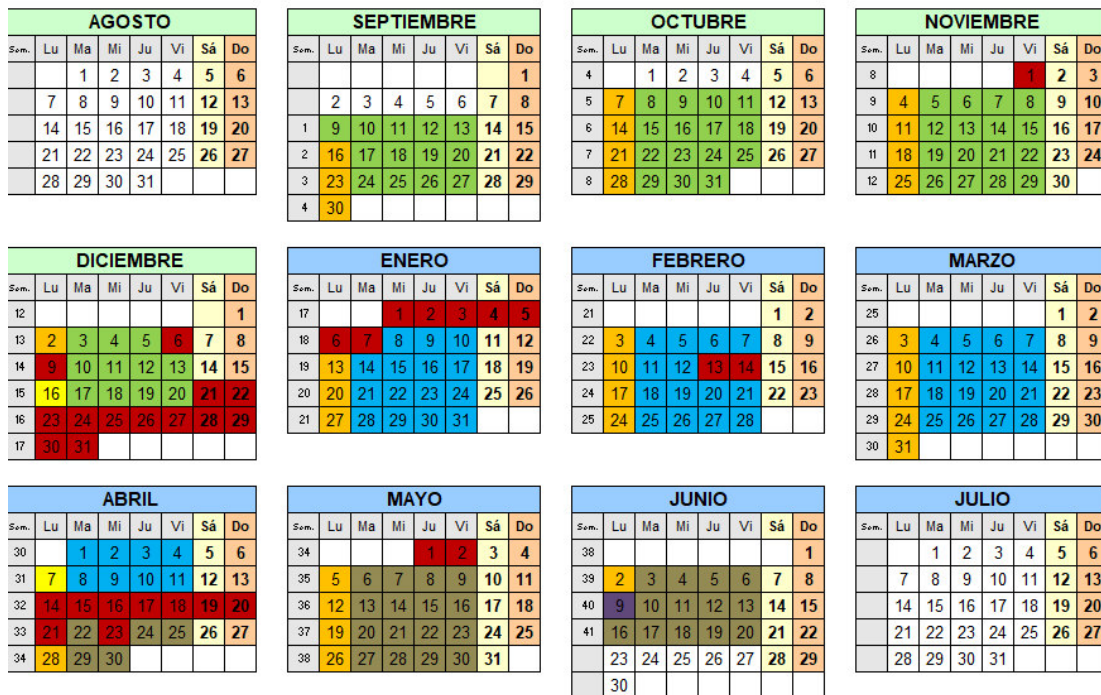 AGOSTO SEPTIEMBRE OCTUBRE NOVIEMBRE
Sem. Lu Ma Mi Ju Vi Sá Do Sem. Lu Ma Mi Ju Vi Sá Do Sem. Lu Ma Mi Ju Vi Sá Do Sem. Lu Ma Mi Ju Vi Sá Do
1 2 3 4 5 6 1 4 1 2 3 4 5 6 8 1 2 3
7 8 9 10 11 12 13 2 3 4 5 6 7 8 5 7 8 9 10 11 12 13 9 4 5 6 7 8 9 10
14 15 16 17 18 19 20 1 9 10 11 12 13 14 15 6 14 15 16 17 18 19 20 10 11 12 13 14 15 16 17
21 22 23 24 25 26 27 2 16 17 18 19 20 21 22 7 21 22 23 24 25 26 27 11 18 19 20 21 22 23 24
28 29 30 31 3 23 24 25 26 27 28 29 8 28 29 30 31 12 25 26 27 28 29 30
4 30
DICIEMBRE ENERO FEBRERO MARZO
Sem. Lu Ma Mi Ju Vi Sá Do Sem. Lu Ma Mi Ju Vi Sá Do Sem. Lu Ma Mi Ju Vi Sá Do Sem. Lu Ma Mi Ju Vi Sá Do
12 1 17 1 2 3 4 5 21 1 2 25 1 2
13 2 3 4 5 6 7 8 18 6 7 8 9 10 11 12 22 3 4 5 6 7 8 9 26 3 4 5 6 7 8 9
14 9 10 11 12 13 14 15 19 13 14 15 16 17 18 19 23 10 11 12 13 14 15 16 27 10 11 12 13 14 15 16
15 16 17 18 19 20 21 22 20 20 21 22 23 24 25 26 24 17 18 19 20 21 22 23 28 17 18 19 20 21 22 23
16 23 24 25 26 27 28 29 21 27 28 29 30 31 25 24 25 26 27 28 29 24 25 26 27 28 29 30
17 30 31 30 31
ABRIL MAYO JUNIO JULIO
Sem. Lu Ma Mi Ju Vi Sá Do Sem. Lu Ma Mi Ju Vi Sá Do Sem. Lu Ma Mi Ju Vi Sá Do Sem. Lu Ma Mi Ju Vi Sá Do
30 1 2 3 4 5 6 34 1 2 3 4 38 1 1 2 3 4 5 6
31 7 8 9 10 11 12 13 35 5 6 7 8 9 10 11 39 2 3 4 5 6 7 8 7 8 9 10 11 12 13
32 14 15 16 17 18 19 20 36 12 13 14 15 16 17 18 40 9 10 11 12 13 14 15 14 15 16 17 18 19 20
33 21 22 23 24 25 26 27 37 19 20 21 22 23 24 25 41 16 17 18 19 20 21 22 21 22 23 24 25 26 27
34 28 29 30 38 26 27 28 29 30 31 23 24 25 26 27 28 29 28 29 30 31
30